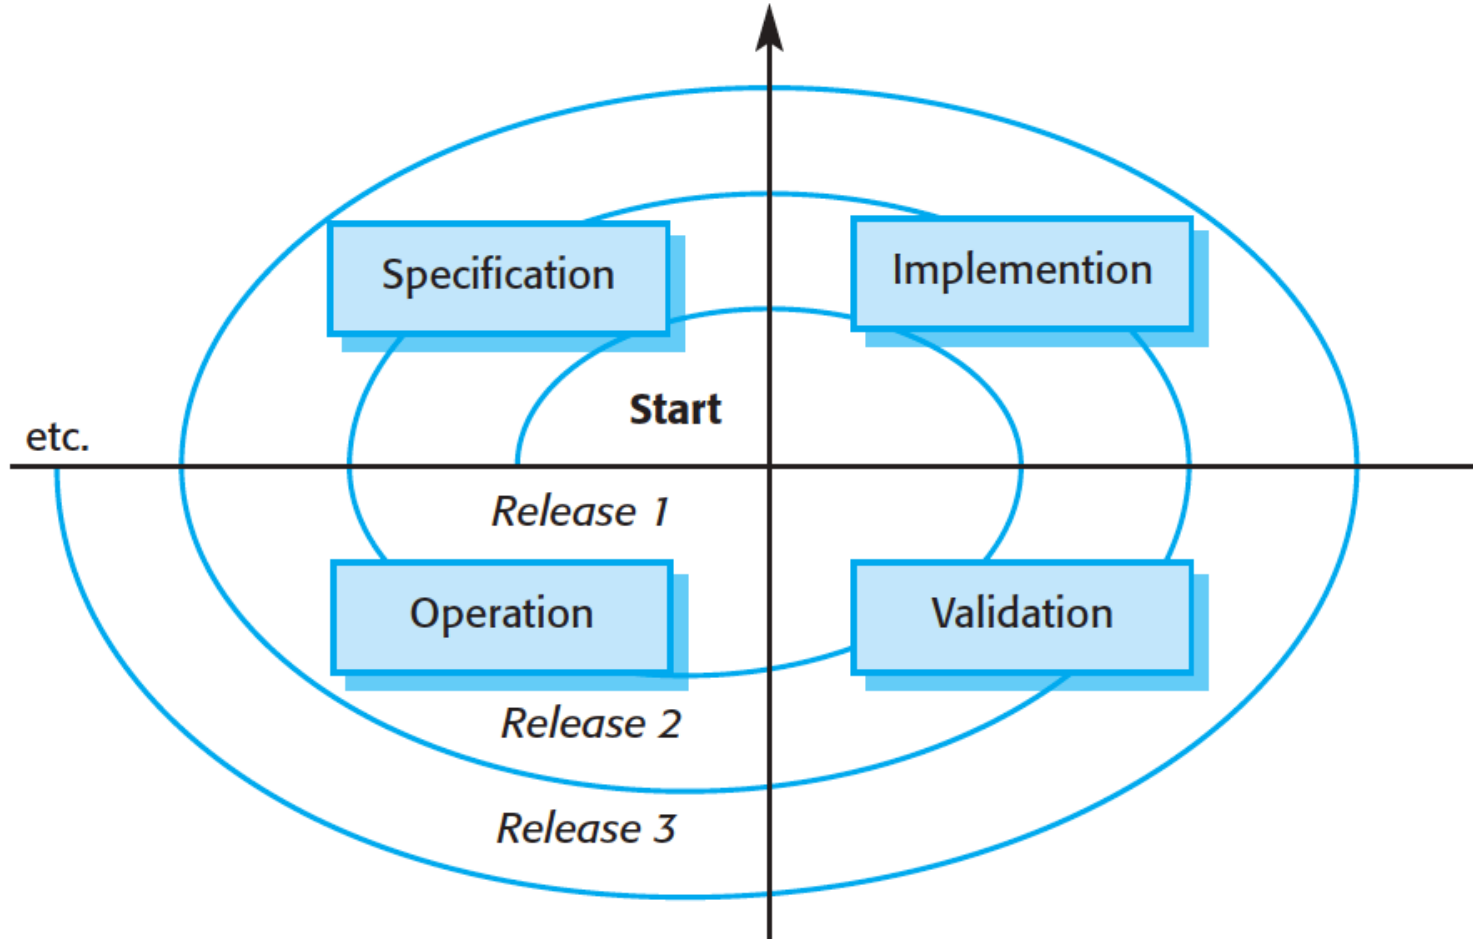 Specification
Implemention
Start
etc.
Release 1
Operation
Validation
Release 2
Release 3